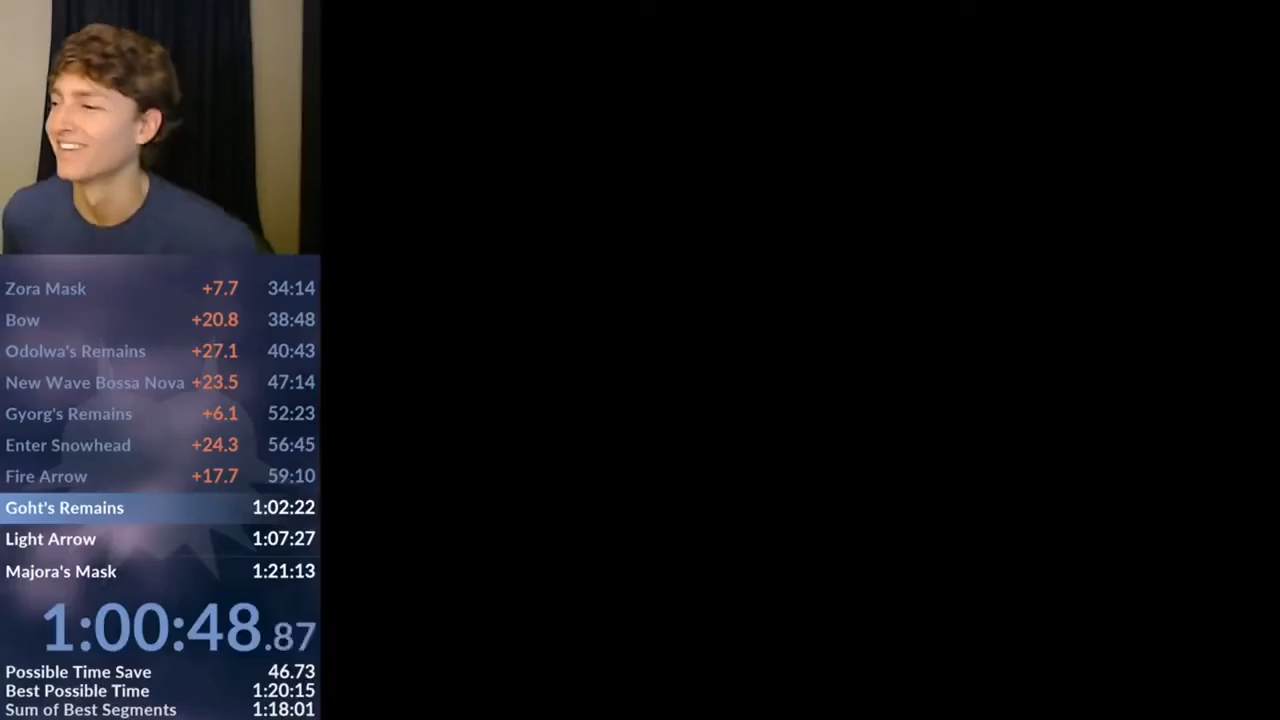 Zora Mask +7.7 34:14
Bow +20.8 38:48
Odolwa's Remains +27.1 40:43
New Wave Bossa Nova +23.5 47:14
Gyorg's Remains +6.1 52:23
Enter Snowhead +24.3 56:45
Fire Arrow +17.7 59:10
Goht's Remains 1:02:22
Light Arrow 1:07:27
Majora's Mask 1:21:13
1:00:48.87
Possible Time Save 46.73
Best Possible Time 1:20:15
Sum of Best Segments 1:18:01